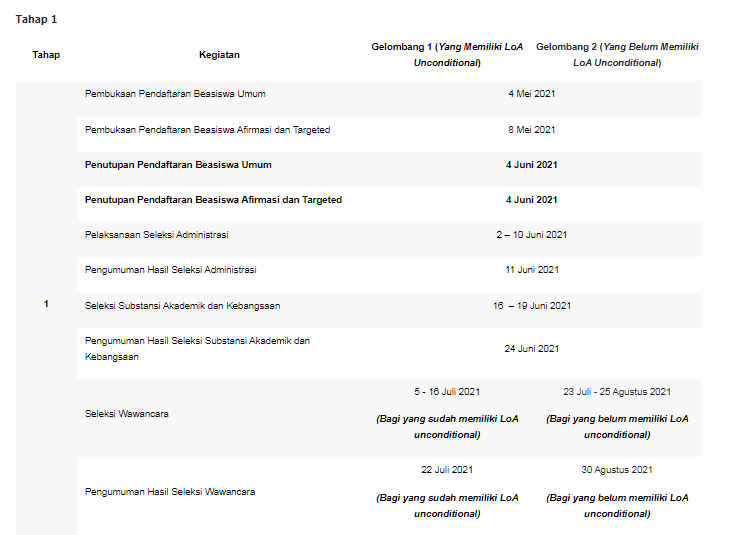 Tahap 1
Tahap
Kegiatan
Gelombang 1 (Yang Memiliki LoA
Unconditional)
Gelombang 2 (Yang Belum Memiliki
LoA Unconditional)
1
Pembukaan Pendaftaran Beasiswa Umum
4 Mei 2021
Pembukaan Pendaftaran Beasiswa Afirmasi dan Targeted
8 Mei 2021
Penutupan Pendaftaran Beasiswa Umum
4 Juni 2021
Penutupan Pendaftaran Beasiswa Afirmasi dan Targeted
4 Juni 2021
Pelaksanaan Seleksi Administrasi
2 – 10 Juni 2021
Pengumuman Hasil Seleksi Administrasi
11 Juni 2021
Seleksi Substansi Akademik dan Kebangsaan
16 – 19 Juni 2021
Pengumuman Hasil Seleksi Substansi Akademik dan
Kebangsaan
24 Juni 2021
Seleksi Wawancara
5 - 16 Juli 2021
(Bagi yang sudah memiliki LoA
unconditional)
23 Juli - 25 Agustus 2021
(Bagi yang belum memiliki LoA
unconditional)
Pengumuman Hasil Seleksi Wawancara
22 Juli 2021
(Bagi yang sudah memiliki LoA
unconditional)
30 Agustus 2021
(Bagi yang belum memiliki LoA
unconditional)